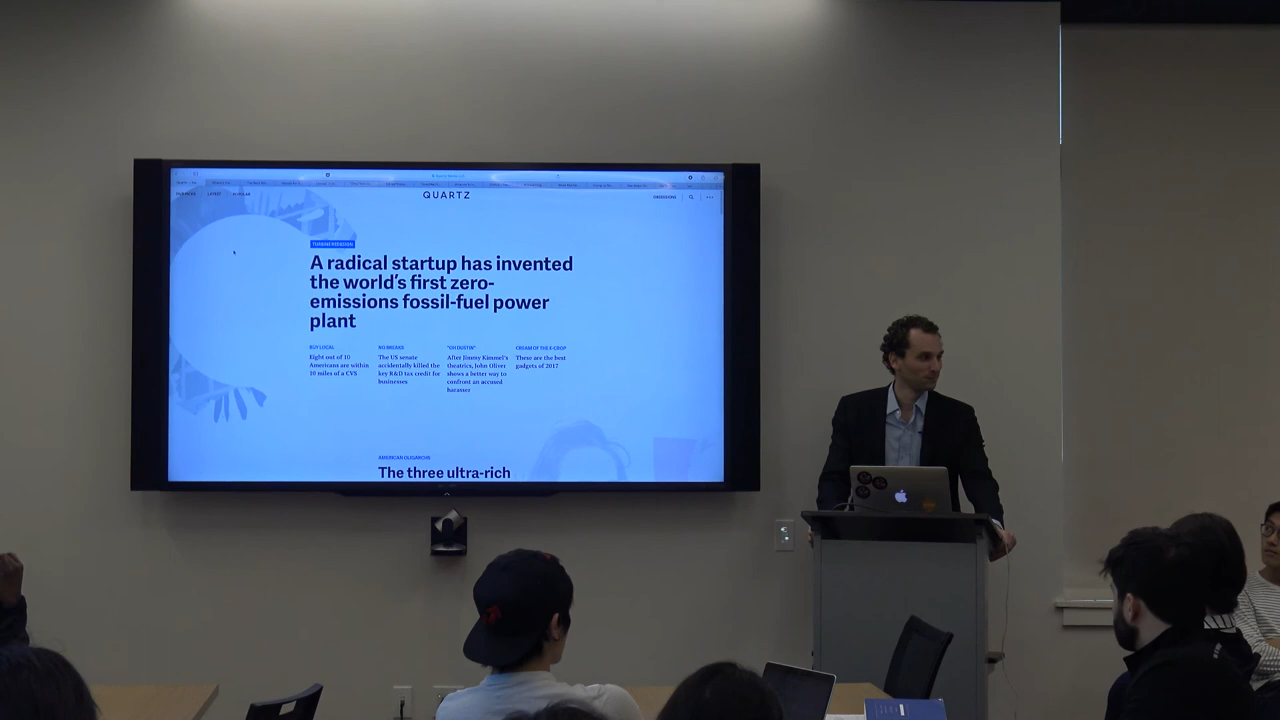 LATEST
POPULAR
QUARTZ
OBSESSIONS
A radical startup has invented
the world's first zero-
emissions fossil-fuel power
plant
BUY LOCAL
Eight out of 10
Americans are within
10 miles of a CVS
NO BREAKS
The US senate
accidentally killed the
key R&D tax credit for
businesses
"OH DUSTIN"
After Jimmy Kimmel's
theatrics, John Oliver
shows a better way to
confront an accused
harasser
CREAM OF THE E-CROP
These are the best
gadgets of 2017
AMERICAN OLIGARCHS
The three ultra-rich